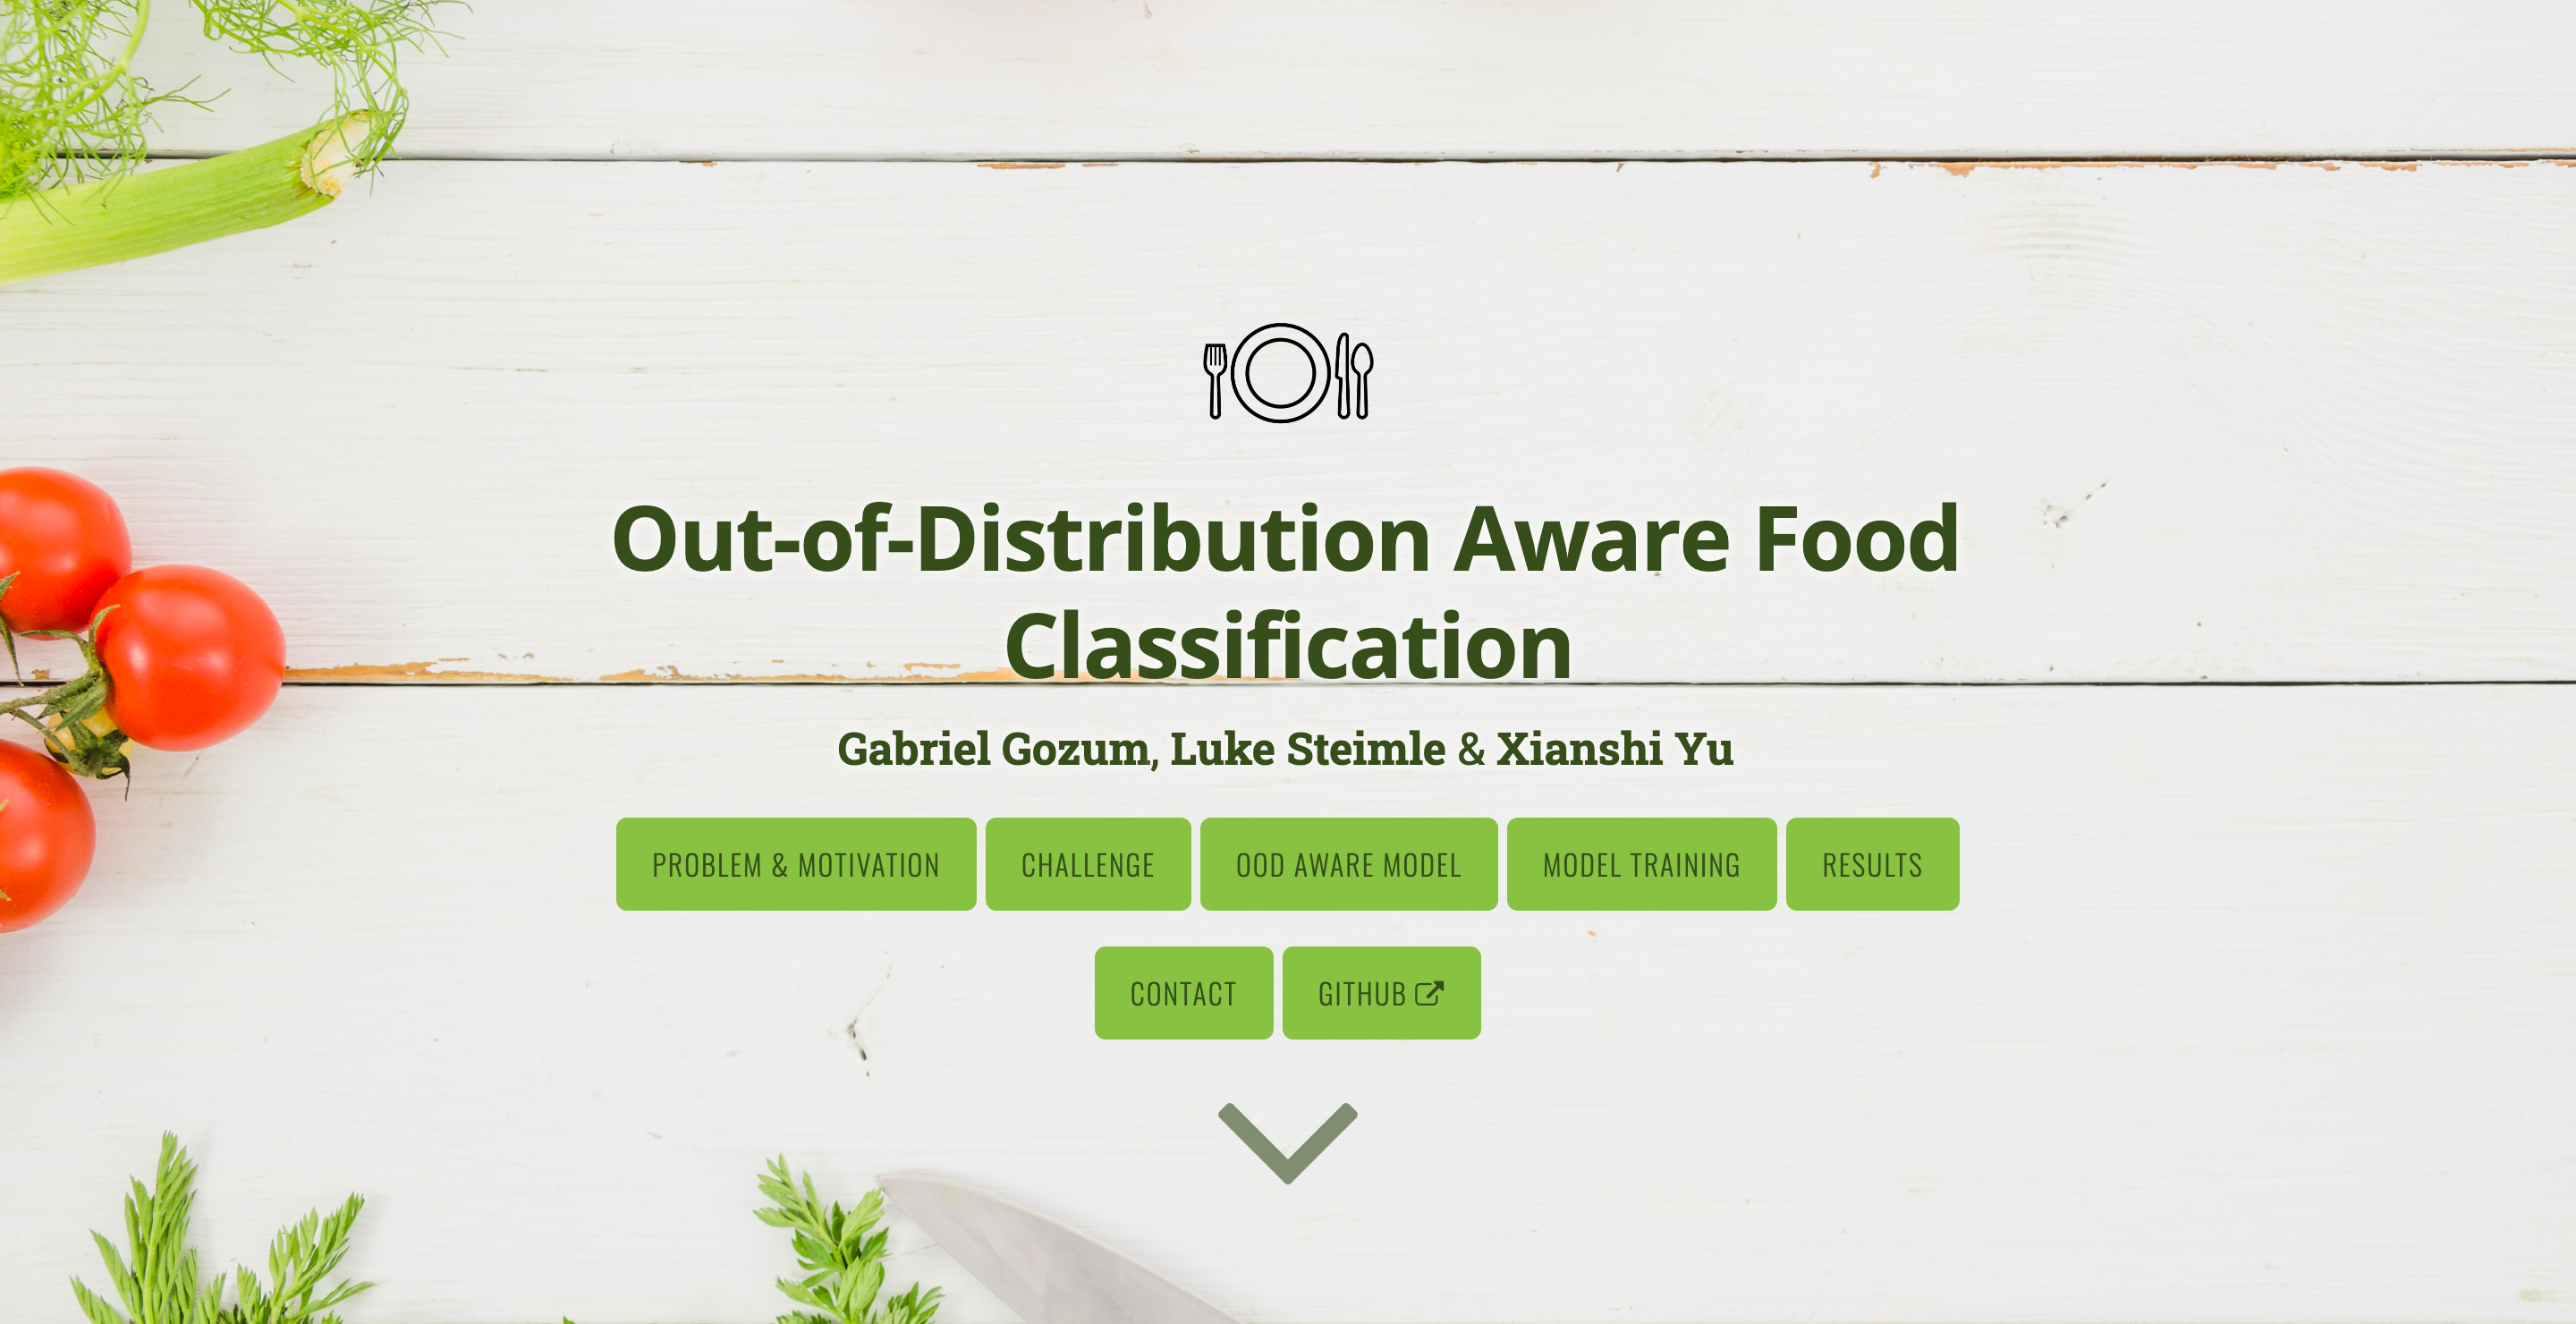 Out-of-Distribution Aware Food
Classification
Gabriel Gozum, Luke Steimle & Xianshi Yu
PROBLEM & MOTIVATION
CHALLENGE
OOD AWARE MODEL
MODEL TRAINING
RESULTS
CONTACT
GITHUB